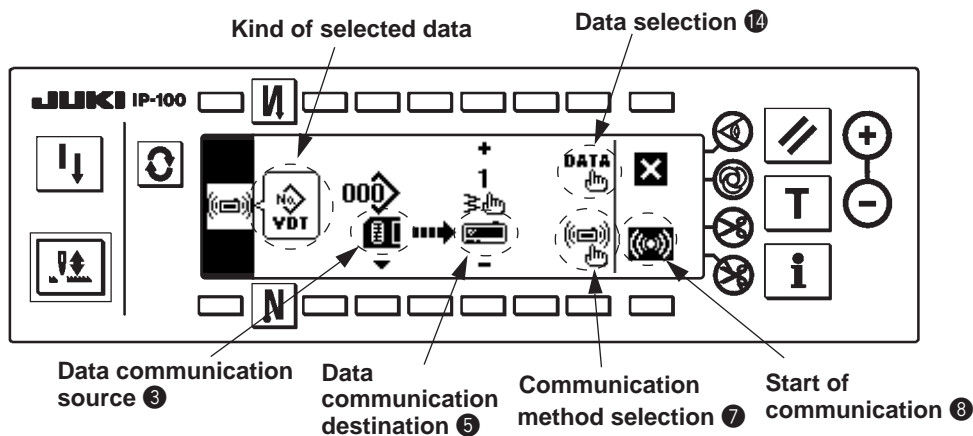 Kind of selected data
Data selection ⓮
JUKI IP-100
No.
VDT
000
+
1
−
DATA
T
i
+
−
Data communication
source ❸
Data
communication
destination ❺
Communication
method selection ❼
Start of
communication ❽